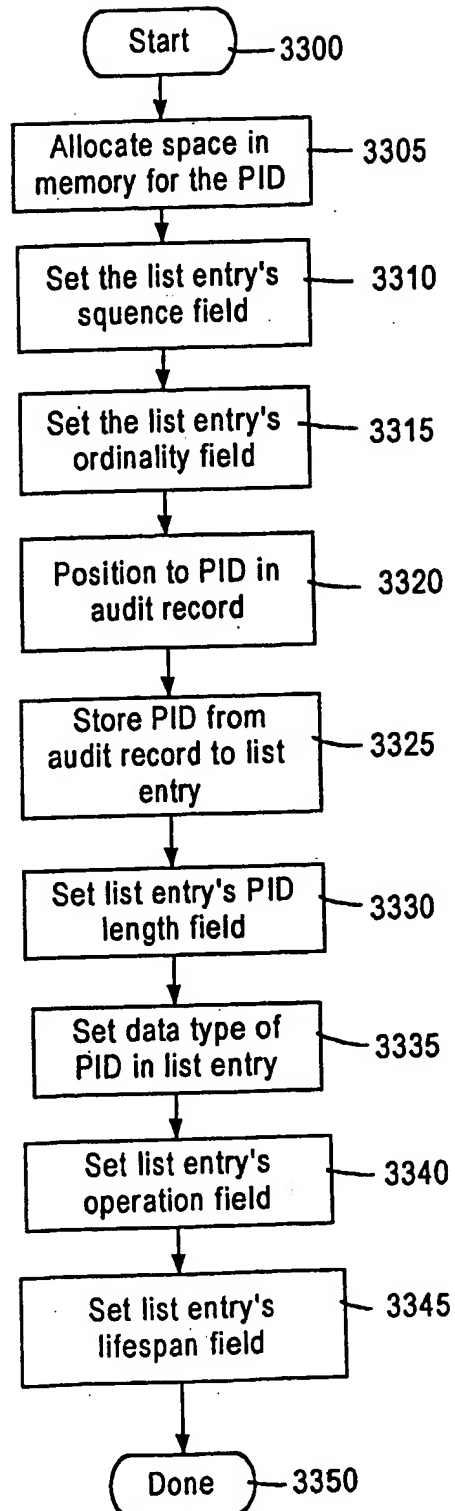 Start
3300
Allocate space in
memory for the PID
3305
Set the list entry's
squence field
3310
Set the list entry's
ordinality field
3315
Position to PID in
audit record
3320
Store PID from
audit record to list
entry
3325
Set list entry's PID
length field
3330
Set data type of
PID in list entry
3335
Set list entry's
operation field
3340
Set list entry's
lifespan field
3345
Done
3350